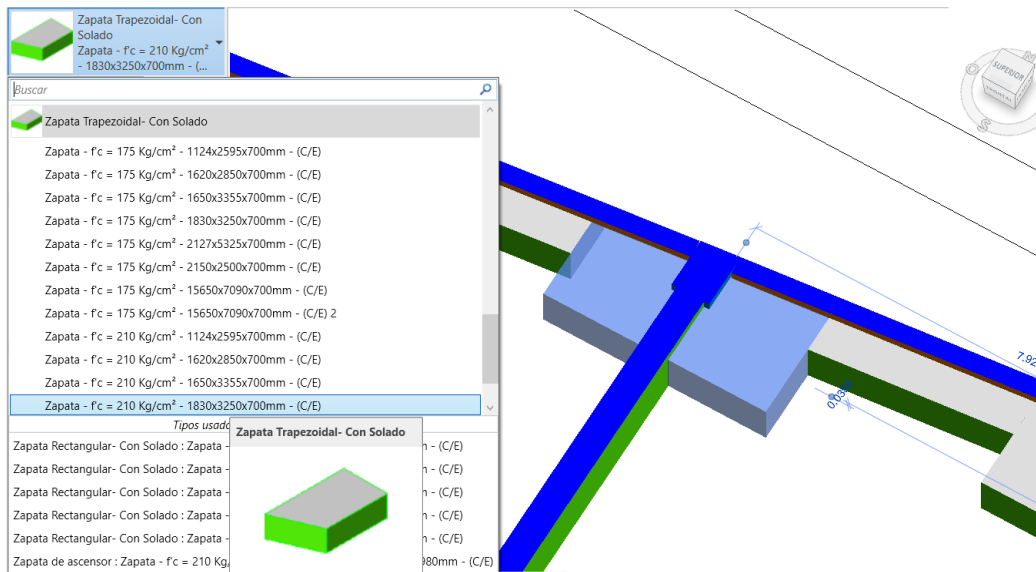 Zapata Trapezoidal- Con
Solado
Zapata - f'c = 210 Kg/cm²
- 1830x3250x700mm - (...
Buscar
Zapata Trapezoidal- Con Solado
Zapata - f'c = 175 Kg/cm² - 1124x2595x700mm - (C/E)
Zapata - f'c = 175 Kg/cm² - 1620x2850x700mm - (C/E)
Zapata - f'c = 175 Kg/cm² - 1650x3355x700mm - (C/E)
Zapata - f'c = 175 Kg/cm² - 1830x3250x700mm - (C/E)
Zapata - f'c = 175 Kg/cm² - 2127x5325x700mm - (C/E)
Zapata - f'c = 175 Kg/cm² - 2150x2500x700mm - (C/E)
Zapata - f'c = 175 Kg/cm² - 15650x7090x700mm - (C/E)
Zapata - f'c = 175 Kg/cm² - 15650x7090x700mm - (C/E) 2
Zapata - f'c = 210 Kg/cm² - 1124x2595x700mm - (C/E)
Zapata - f'c = 210 Kg/cm² - 1620x2850x700mm - (C/E)
Zapata - f'c = 210 Kg/cm² - 1650x3355x700mm - (C/E)
Zapata - f'c = 210 Kg/cm² - 1830x3250x700mm - (C/E)
Tipos usado
Zapata Trapezoidal- Con Solado
Zapata Rectangular- Con Solado : Zapata - m - (C/E)
Zapata Rectangular- Con Solado : Zapata - m - (C/E)
Zapata Rectangular- Con Solado : Zapata - m - (C/E)
Zapata Rectangular- Con Solado : Zapata - m - (C/E)
Zapata Rectangular- Con Solado : Zapata - m - (C/E)
Zapata de ascensor : Zapata - f'c = 210 Kg 980mm - (C/E)
SUPERIOR
O
S
7.92